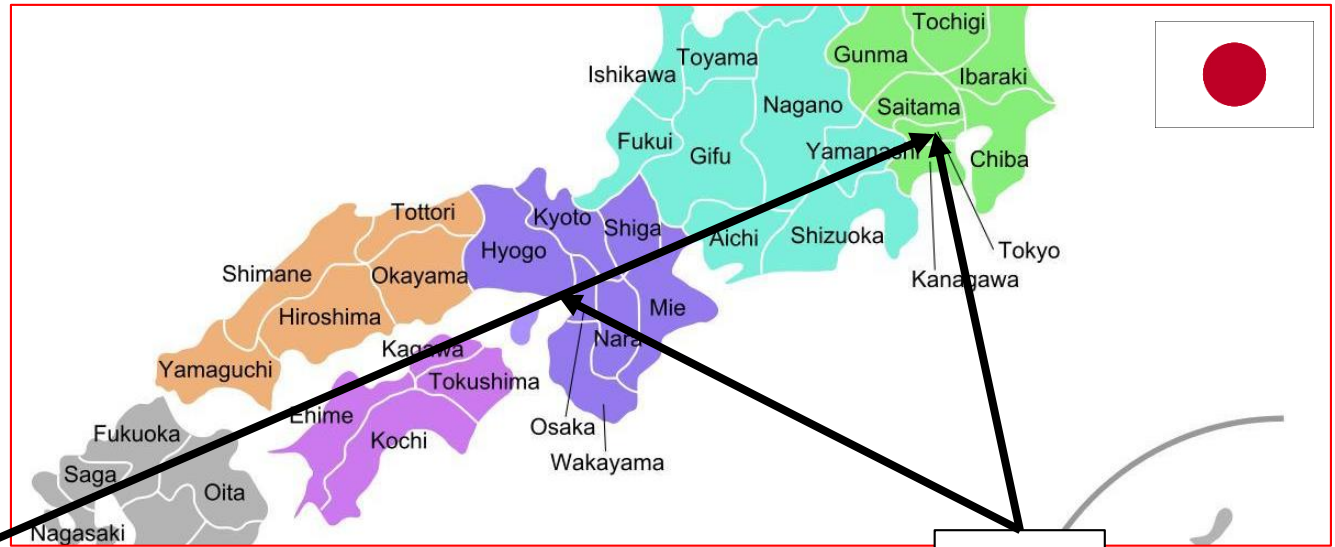 Tochigi
Gunma
Toyama
Ishikawa
Ibaraki
Nagano
Saitama
Fukui
Gifu
Yamanashi
Chiba
Tottori
Kyoto
Shiga
Aichi
Shizuoka
Hyogo
Tokyo
Shimane
Okayama
Kanagawa
Mie
Hiroshima
Nara
Kagawa
Yamaguchi
Tokushima
Ehime
Osaka
Fukuoka
Kochi
Wakayama
Saga
Oita
Nagasaki